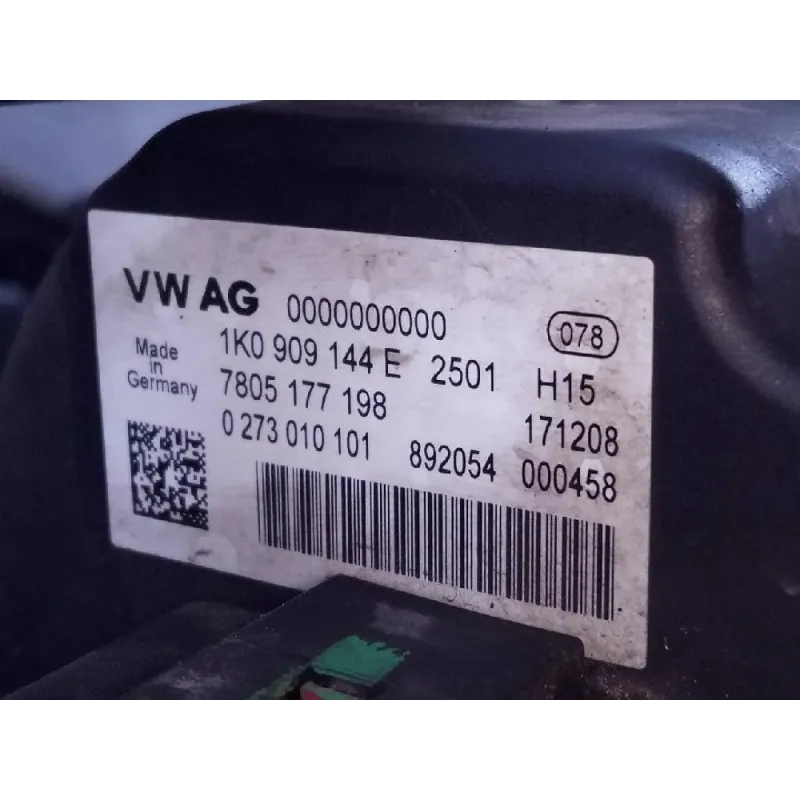 VW AG 0000000000 078
1K0 909 144 E 2501 H15
Made in Germany
7805 177 198 171208
0 273 010 101 892054 000458